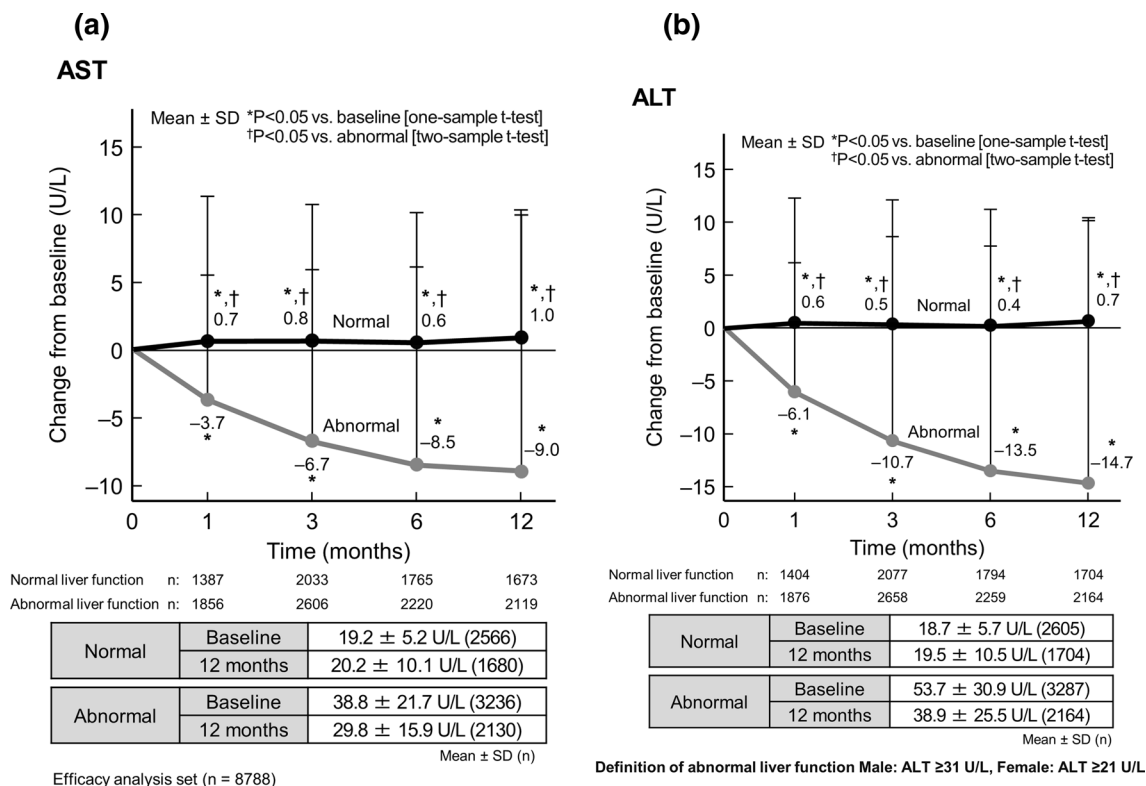 (a)
AST
Mean ± SD *P<0.05 vs. baseline [one-sample t-test]
†P<0.05 vs. abnormal [two-sample t-test]
Change from baseline (U/L)
15
10
5
0
−5
−10
*,†
0.7
*,†
0.8
Normal
*,†
0.6
*,†
1.0
−3.7
*
−6.7
*
Abnormal
*
−8.5
*
−9.0
0 1 3 6 12
Time (months)
Normal liver function n: 1387 2033 1765 1673
Abnormal liver function n: 1856 2606 2220 2119
Normal Baseline 19.2 ± 5.2 U/L (2566)
12 months 20.2 ± 10.1 U/L (1680)
Abnormal Baseline 38.8 ± 21.7 U/L (3236)
12 months 29.8 ± 15.9 U/L (2130)
Mean ± SD (n)
Efficacy analysis set (n = 8788)
(b)
ALT
Mean ± SD *P<0.05 vs. baseline [one-sample t-test]
†P<0.05 vs. abnormal [two-sample t-test]
Change from baseline (U/L)
15
10
5
0
−5
−10
−15
*,†
0.6
*,†
0.5
Normal
*,†
0.4
*,†
0.7
−6.1
*
−10.7
*
Abnormal
*
−13.5
*
−14.7
0 1 3 6 12
Time (months)
Normal liver function n: 1404 2077 1794 1704
Abnormal liver function n: 1876 2658 2259 2164
Normal Baseline 18.7 ± 5.7 U/L (2605)
12 months 19.5 ± 10.5 U/L (1704)
Abnormal Baseline 53.7 ± 30.9 U/L (3287)
12 months 38.9 ± 25.5 U/L (2164)
Mean ± SD (n)
Definition of abnormal liver function Male: ALT ≥31 U/L, Female: ALT ≥21 U/L